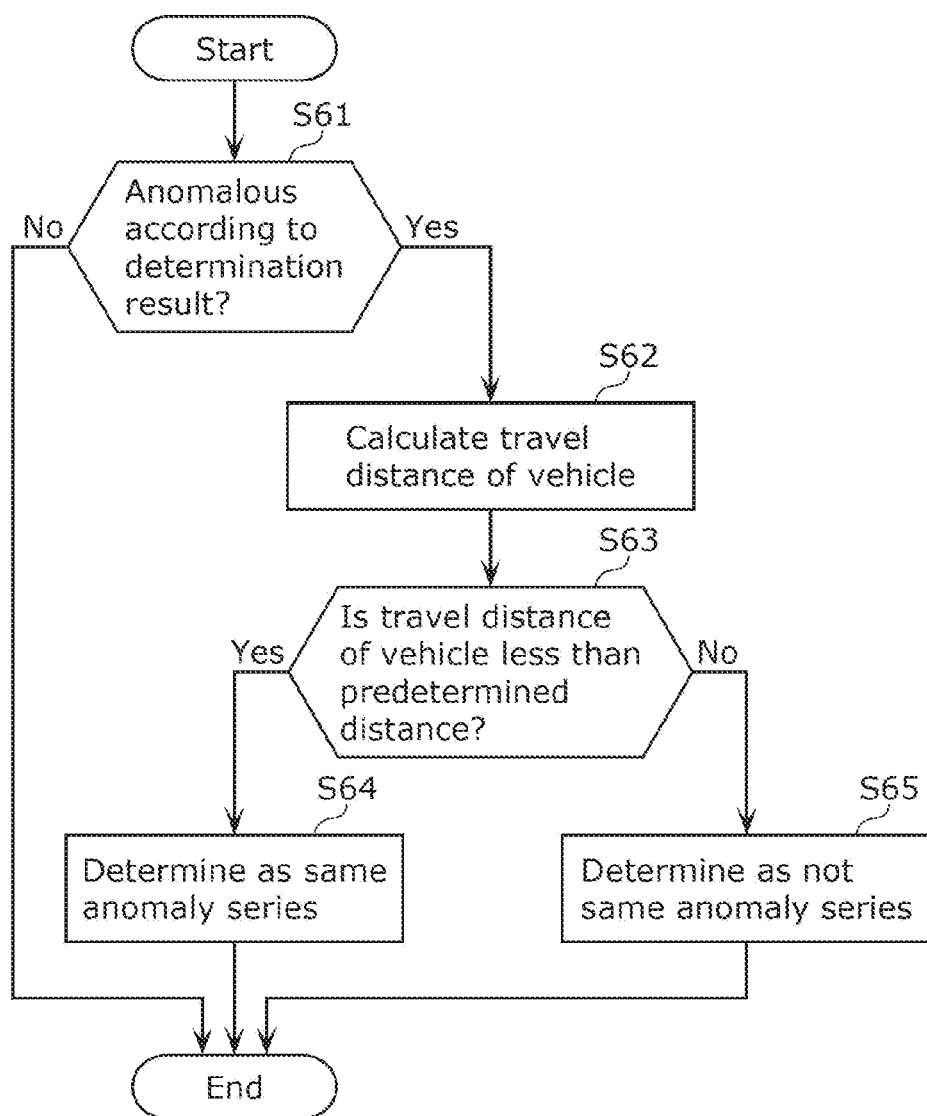 Start
S61
Anomalous
according to
determination
result?
No
Yes
S62
Calculate travel
distance of vehicle
S63
Is travel distance
of vehicle less than
predetermined
distance?
Yes
No
S64
Determine as same
anomaly series
S65
Determine as not
same anomaly series
End